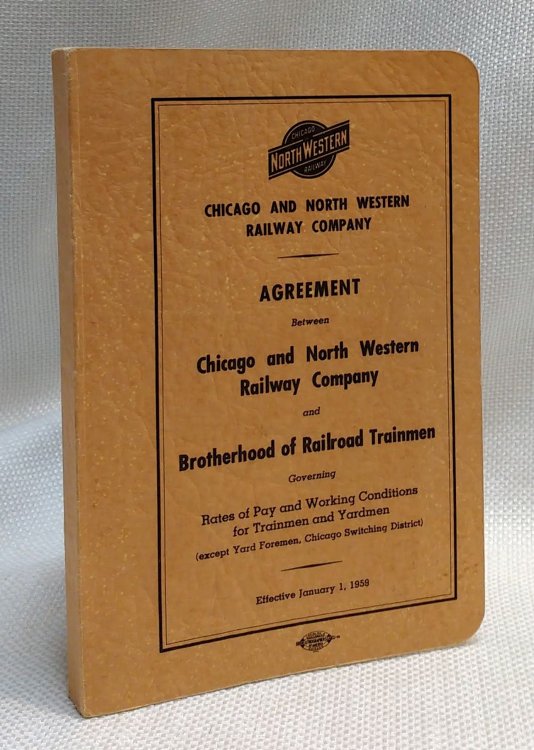 CHICAGO
NORTH WESTERN
RAILWAY
CHICAGO AND NORTH WESTERN
RAILWAY COMPANY
AGREEMENT
Between
Chicago and North Western
Railway Company
and
Brotherhood of Railroad Trainmen
Governing
Rates of Pay and Working Conditions
for Trainmen and Yardmen
(except Yard Foremen, Chicago Switching District)
Effective January 1, 1959